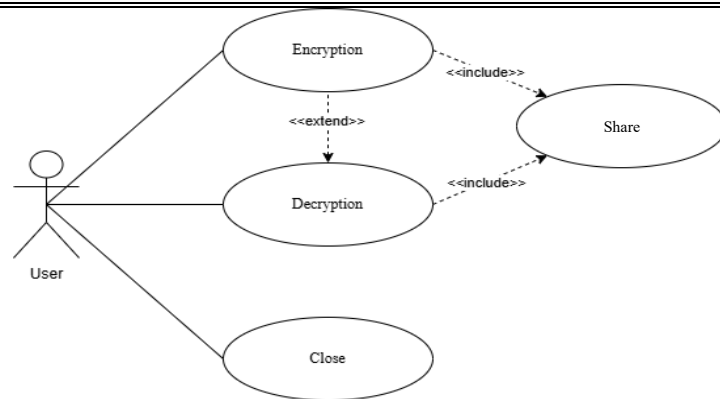 Encryption
<<include>>
<<extend>>
Share
<<include>>
Decryption
User
Close